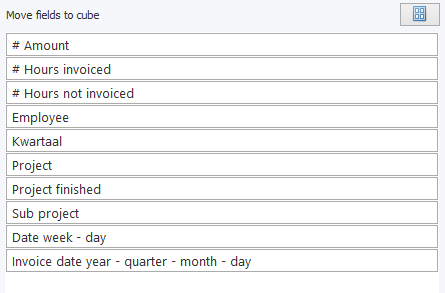 Move fields to cube
# Amount
# Hours invoiced
# Hours not invoiced
Employee
Kwartaal
Project
Project finished
Sub project
Date week - day
Invoice date year - quarter - month - day